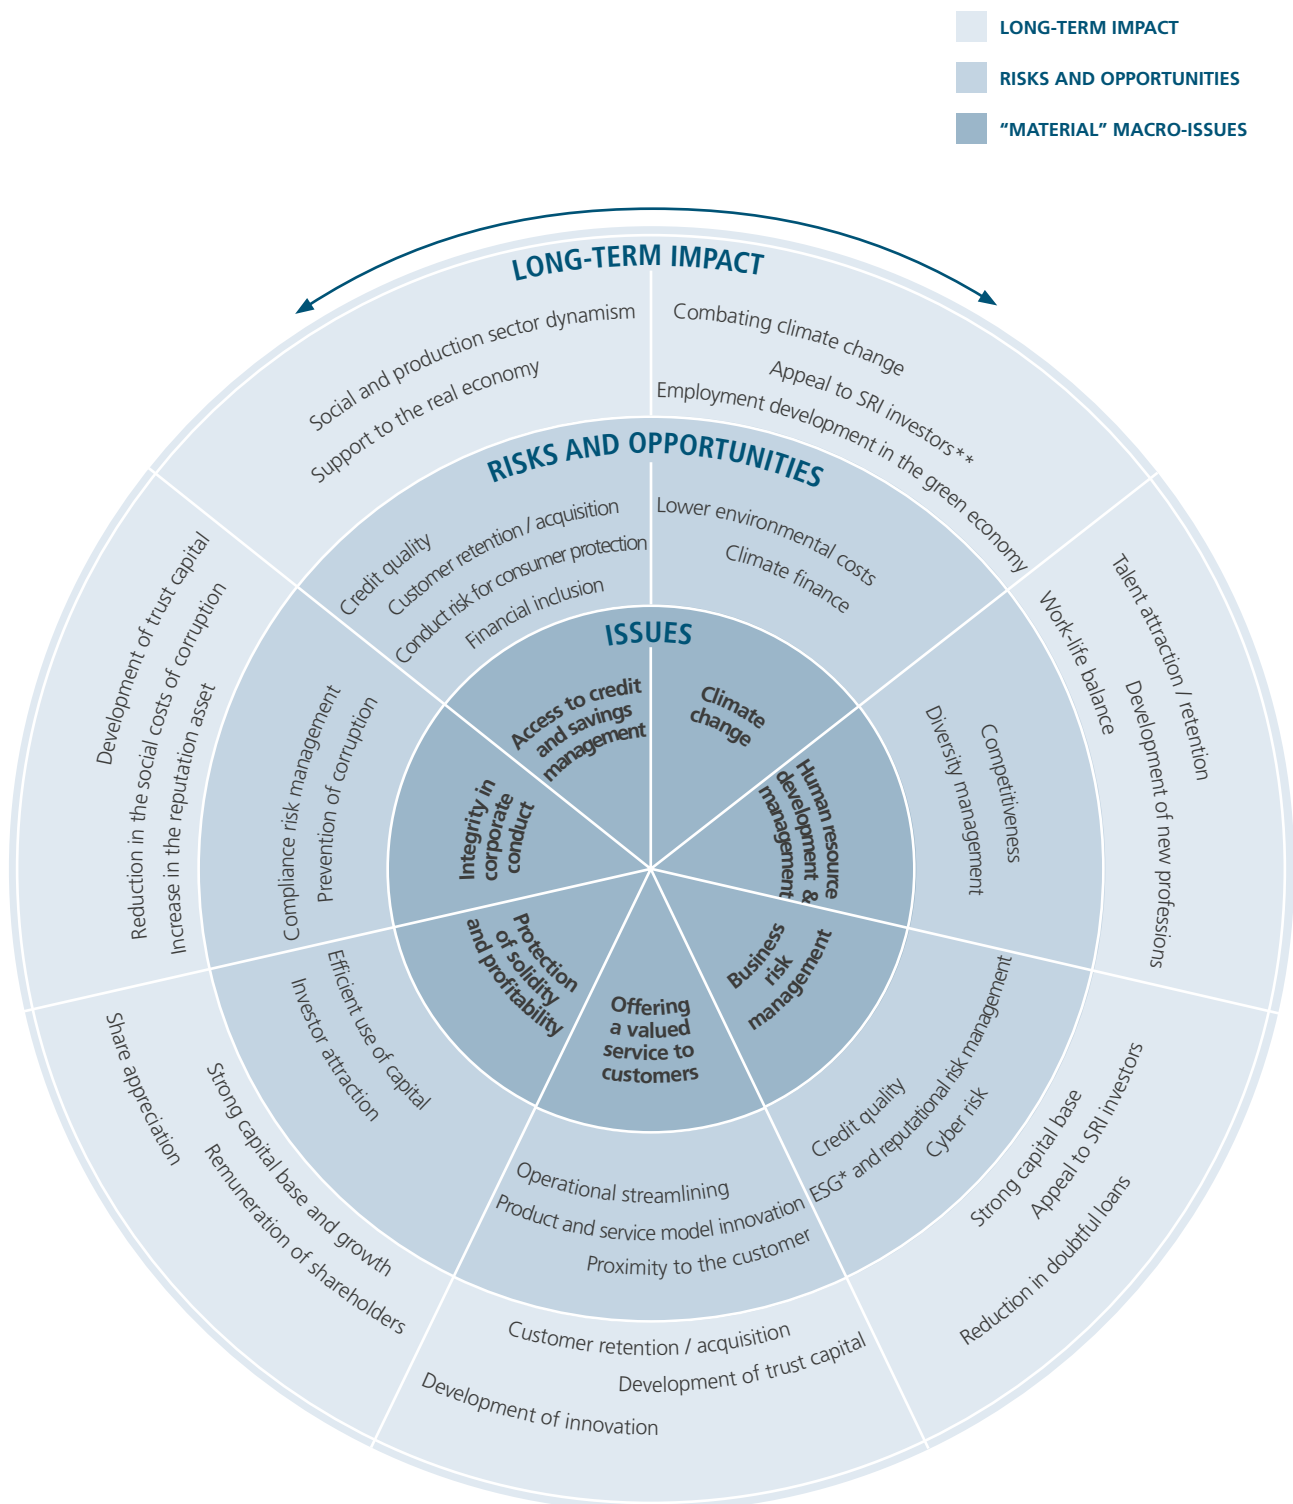 LONG-TERM IMPACT
RISKS AND OPPORTUNITIES
“MATERIAL” MACRO-ISSUES
LONG-TERM IMPACT
Social and production sector dynamism
Support to the real economy
Combating climate change
Appeal to SRI investors**
Employment development in the green economy
RISKS AND OPPORTUNITIES
Credit quality
Customer retention / acquisition
Conduct risk for consumer protection
Financial inclusion
Lower environmental costs
Climate finance
ISSUES
Access to credit
and savings
management
Climate
change
Human resource
development &
management
Diversity management
Competitiveness
Work-life balance
Talent attraction / retention
Development of new professions
Business
risk
management
Credit quality
ESG* and reputational risk management
Cyber risk
Strong capital base
Appeal to SRI investors
Reduction in doubtful loans
Offering
a valued
service to
customers
Operational streamlining
Product and service model innovation
Proximity to the customer
Customer retention / acquisition
Development of trust capital
Development of innovation
Protection
of solidity
and profitability
Efficient use of capital
Investor attraction
Strong capital base and growth
Share appreciation
Remuneration of shareholders
Integrity in
corporate
conduct
Compliance risk management
Prevention of corruption
Development of trust capital
Reduction in the social costs of corruption
Increase in the reputation asset